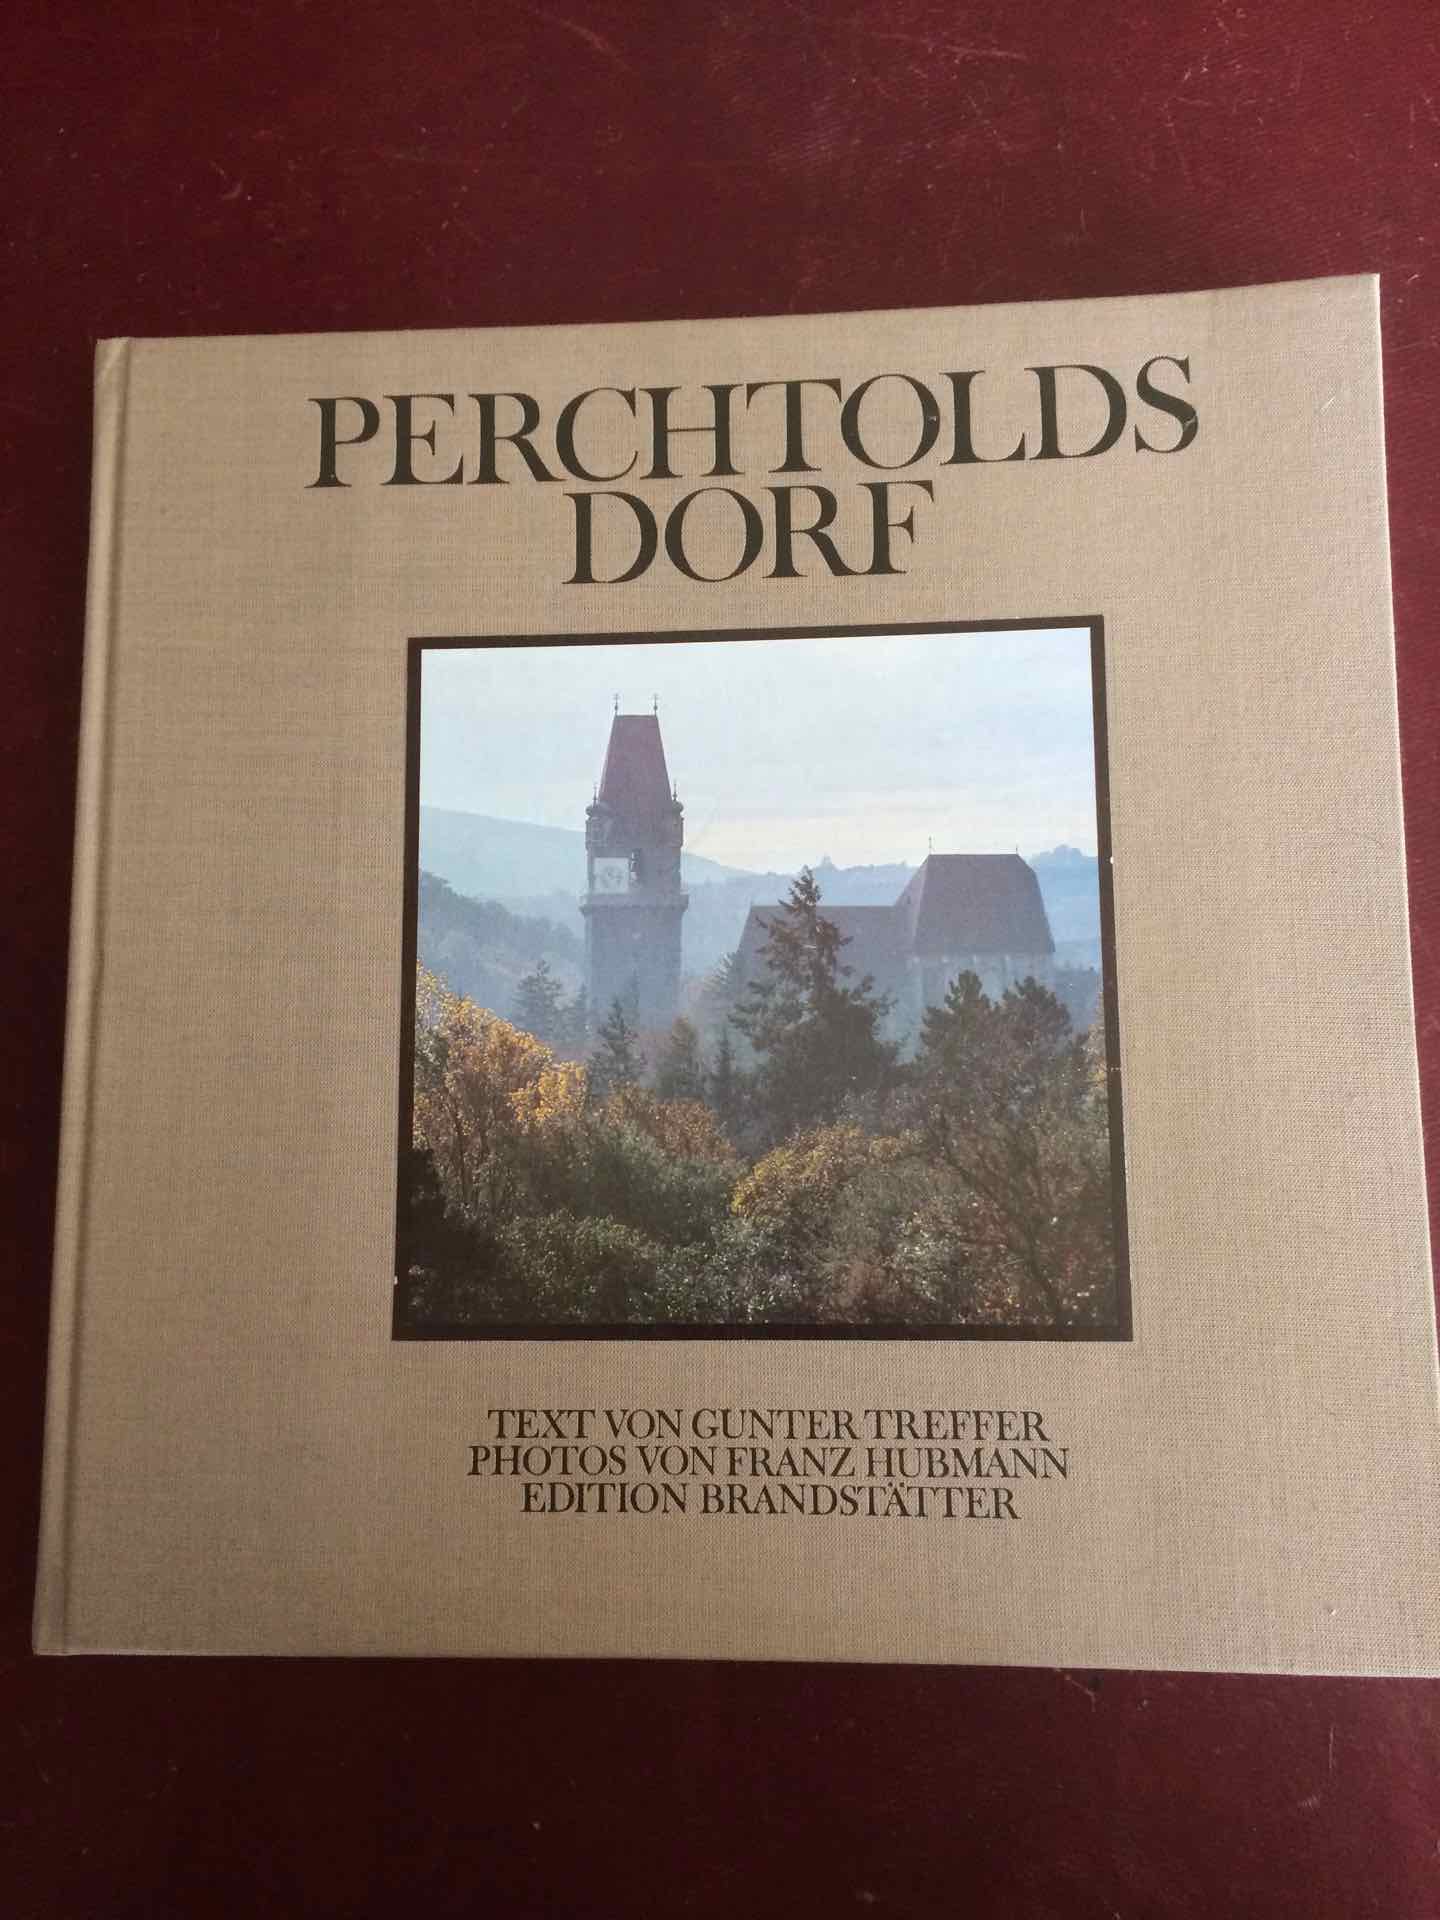 PERCHTOLDS
DORF
TEXT VON GUNTER TREFFER
PHOTOS VON FRANZ HUBMANN
EDITION BRANDSTÄTTER